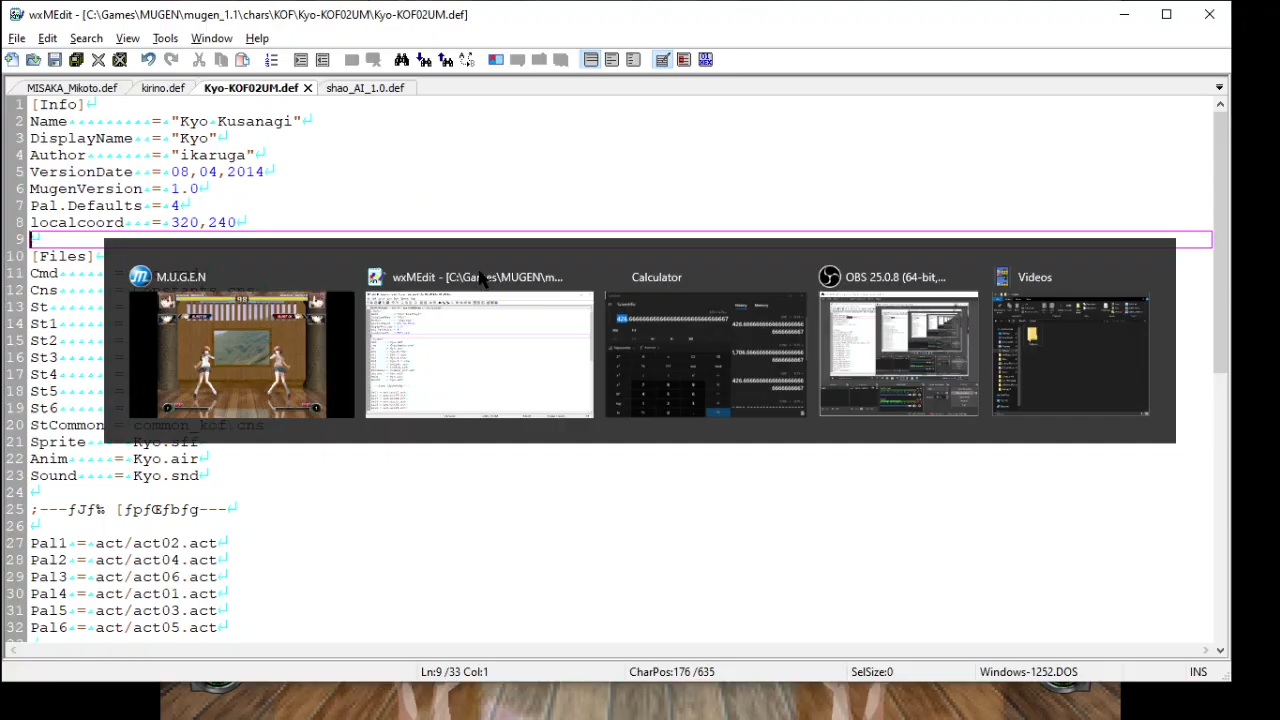 wxMEdit - [C:\Games\MUGEN\mugen_1.1\chars\KOF\Kyo-KOF02UM\Kyo-KOF02UM.def]
File Edit Search View Tools Window Help
MISAKA_Mikoto.def kirino.def Kyo-KOF02UM.def shao_AI_1.0.def
1 [Info]
2 Name = "Kyo Kusanagi"
3 DisplayName = "Kyo"
4 Author = "ikaruga"
5 VersionDate = 08,04,2014
6 MugenVersion = 1.0
7 Pal.Defaults = 4
8 localcoord = 320,240
9
10 [Files]
11 Cmd
12 Cns
13 St
14 St1
15 St2
16 St3
17 St4
18 St5
19 St6
20 StCommon = common_kof.cns
21 Sprite = Kyo.sff
22 Anim = Kyo.air
23 Sound = Kyo.snd
24
25 ;---ƒJƒ‰ [ƒpƒŒƒbƒg---
26
27 Pal1 = act/act02.act
28 Pal2 = act/act04.act
29 Pal3 = act/act06.act
30 Pal4 = act/act01.act
31 Pal5 = act/act03.act
32 Pal6 = act/act05.act
M.U.G.E.N
wxMEdit - [C:\Games\MUGEN\m...
Calculator
OBS 25.0.8 (64-bit,...
Videos
Ln:9 /33 Col:1 CharPos:176 /635 SelSize:0 Windows-1252.DOS INS